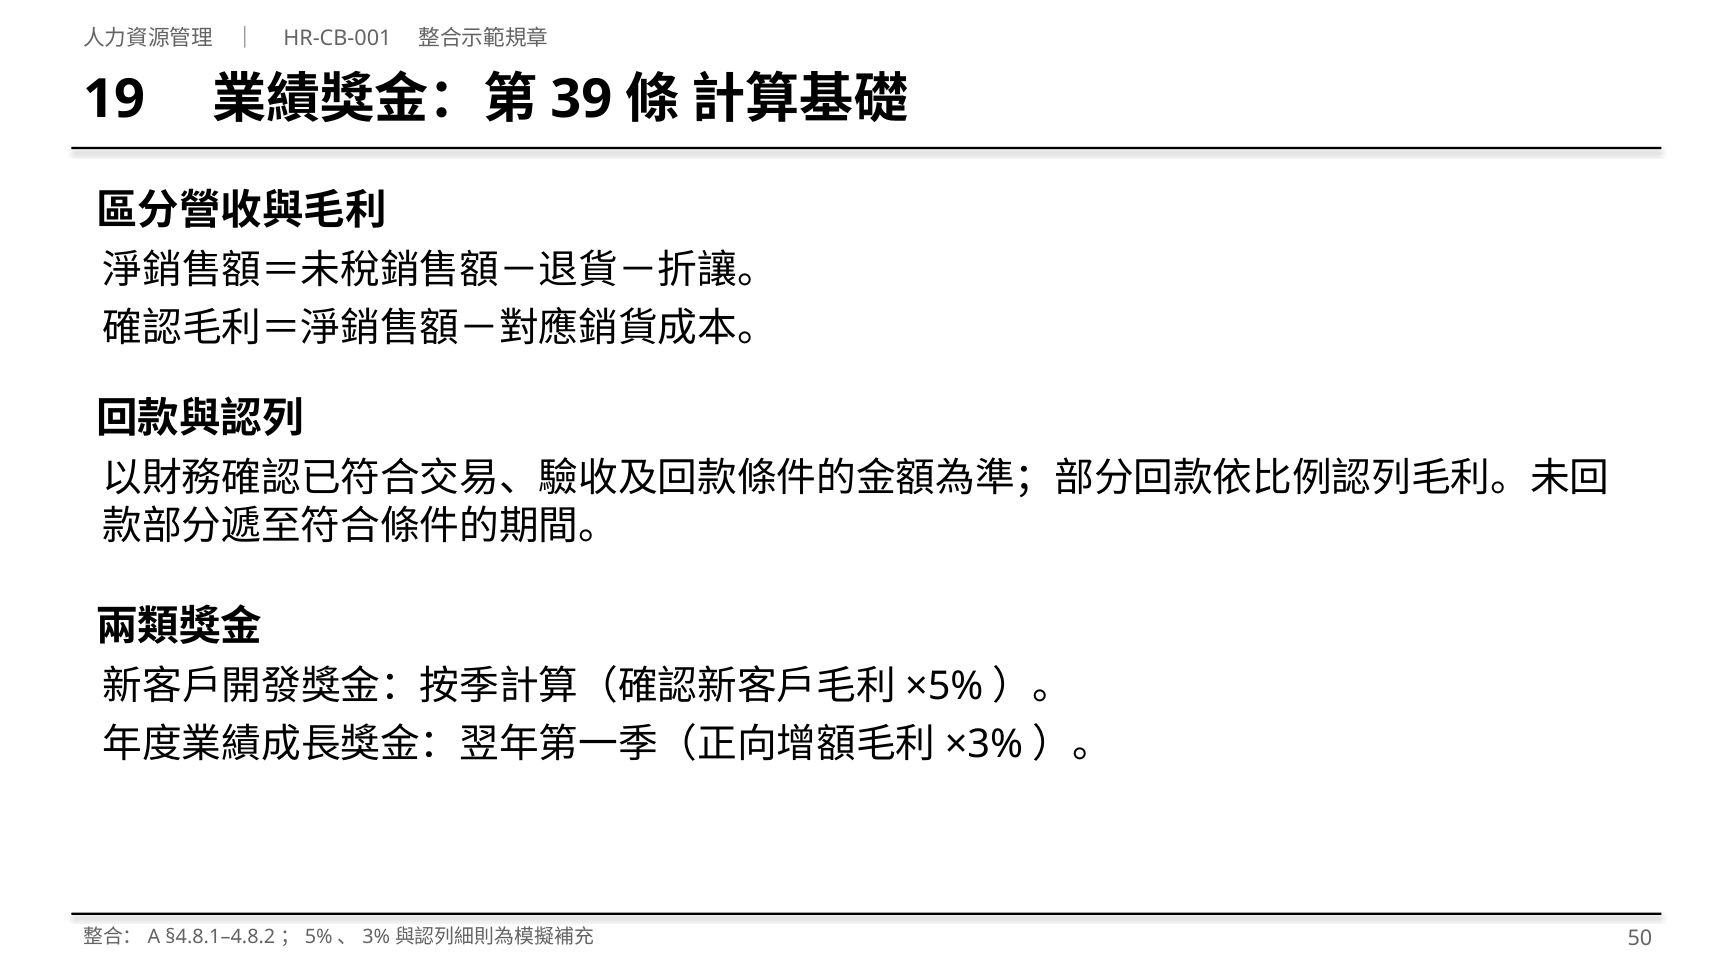 人力資源管理 ｜ HR-CB-001 整合示範規章
19 業績獎金：第 39 條 計算基礎
區分營收與毛利
淨銷售額＝未稅銷售額－退貨－折讓。
確認毛利＝淨銷售額－對應銷貨成本。
回款與認列
以財務確認已符合交易、驗收及回款條件的金額為準；部分回款依比例認列毛利。未回
款部分遞至符合條件的期間。
兩類獎金
新客戶開發獎金：按季計算（確認新客戶毛利 ×5% ）。
年度業績成長獎金：翌年第一季（正向增額毛利 ×3% ）。
整合： A §4.8.1–4.8.2 ； 5% 、 3% 與認列細則為模擬補充
50